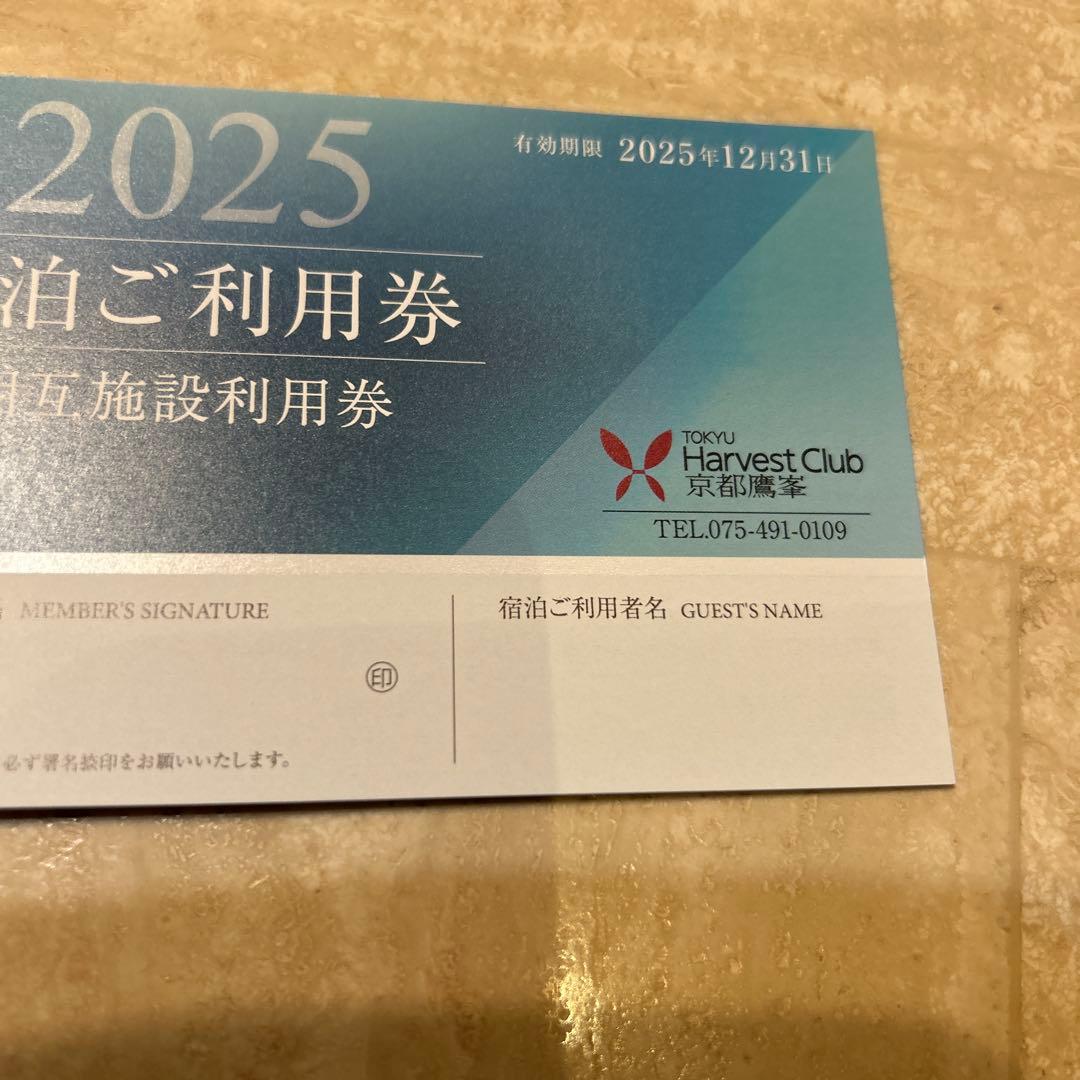 2025
有効期限 2025年12月31日
泊ご利用券
互施設利用券
TOKYU
Harvest Club
京都鷹峯
TEL.075-491-0109
MEMBER'S SIGNATURE
宿泊ご利用者名 GUEST'S NAME
印
必ず署名捺印をお願いいたします。